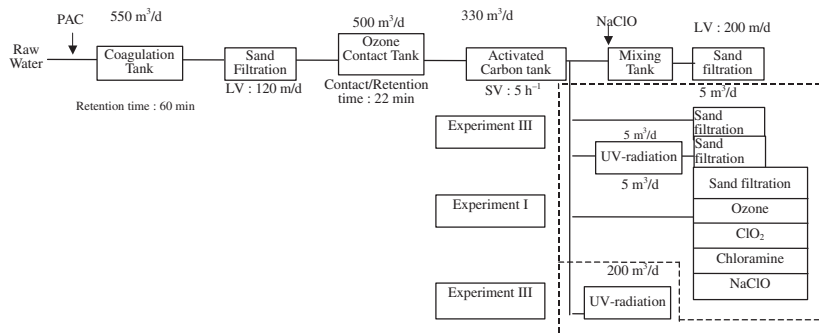 PAC
550 m³/d
500 m³/d
330 m³/d
NaClO
LV : 200 m/d
Raw
Water
Coagulation
Tank
Sand
Filtration
Ozone
Contact Tank
Activated
Carbon tank
Mixing
Tank
Sand
filtration
Retention time : 60 min
LV : 120 m/d
Contact/Retention
time : 22 min
SV : 5 h⁻¹
5 m³/d
Experiment III
Sand
filtration
5 m³/d
UV-radiation
Sand
filtration
5 m³/d
Sand filtration
Experiment I
Ozone
ClO₂
Chloramine
200 m³/d
NaClO
Experiment III
UV-radiation